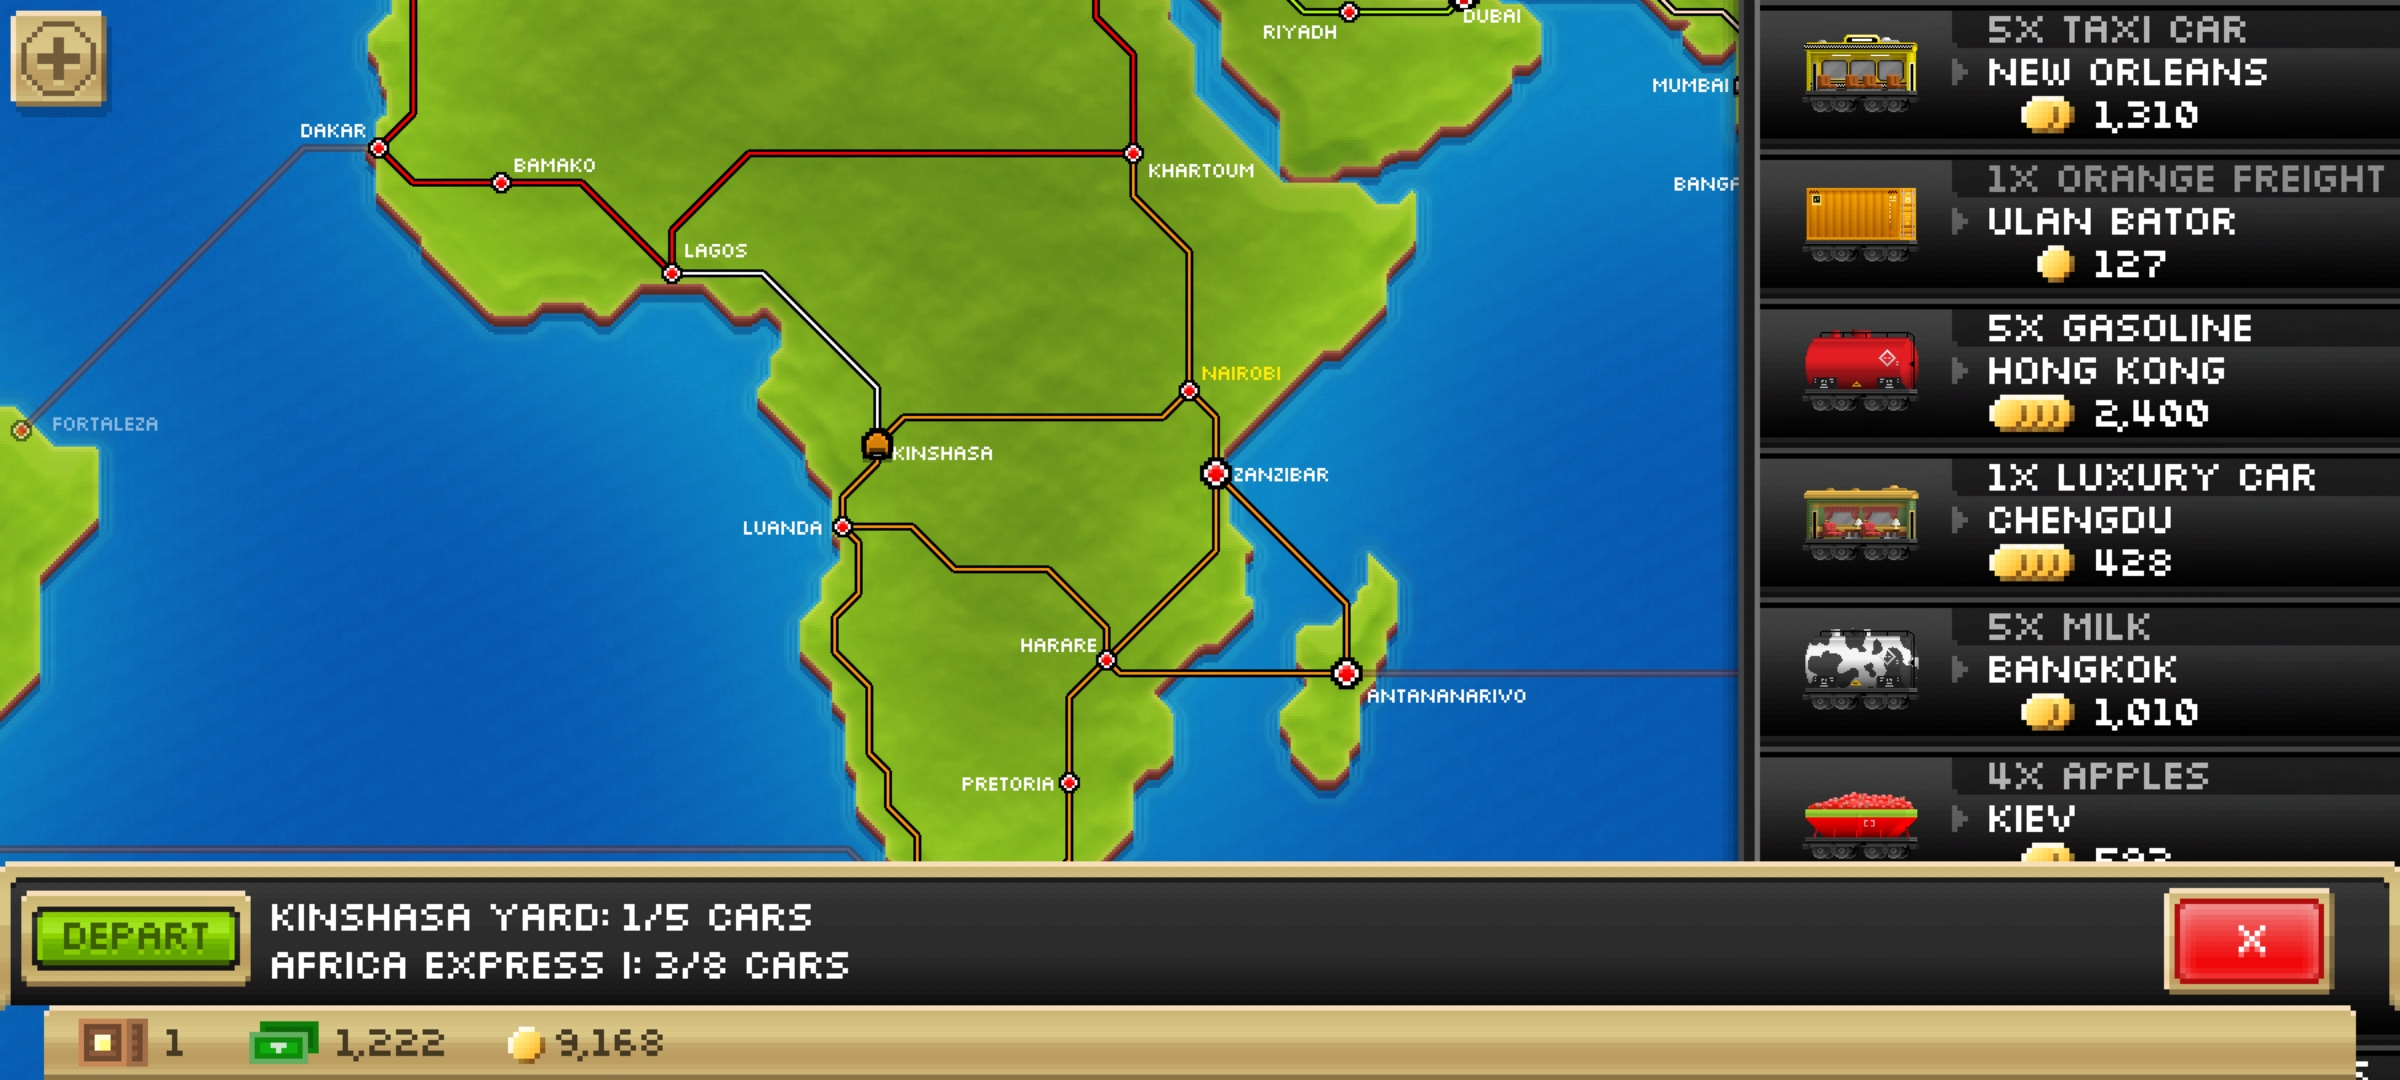 RIYADH
DUBAI
MUMBAI
DAKAR
BAMAKO
KHARTOUM
LAGOS
NAIROBI
FORTALEZA
KINSHASA
ZANZIBAR
LUANDA
HARARE
ANTANANARIVO
PRETORIA
5X TAXI CAR
NEW ORLEANS
1,310
1X ORANGE FREIGHT
ULAN BATOR
127
5X GASOLINE
HONG KONG
2,400
1X LUXURY CAR
CHENGDU
428
5X MILK
BANGKOK
1,010
4X APPLES
KIEV
DEPART
KINSHASA YARD: 1/5 CARS
AFRICA EXPRESS I: 3/8 CARS
X
1
1,222
9,168